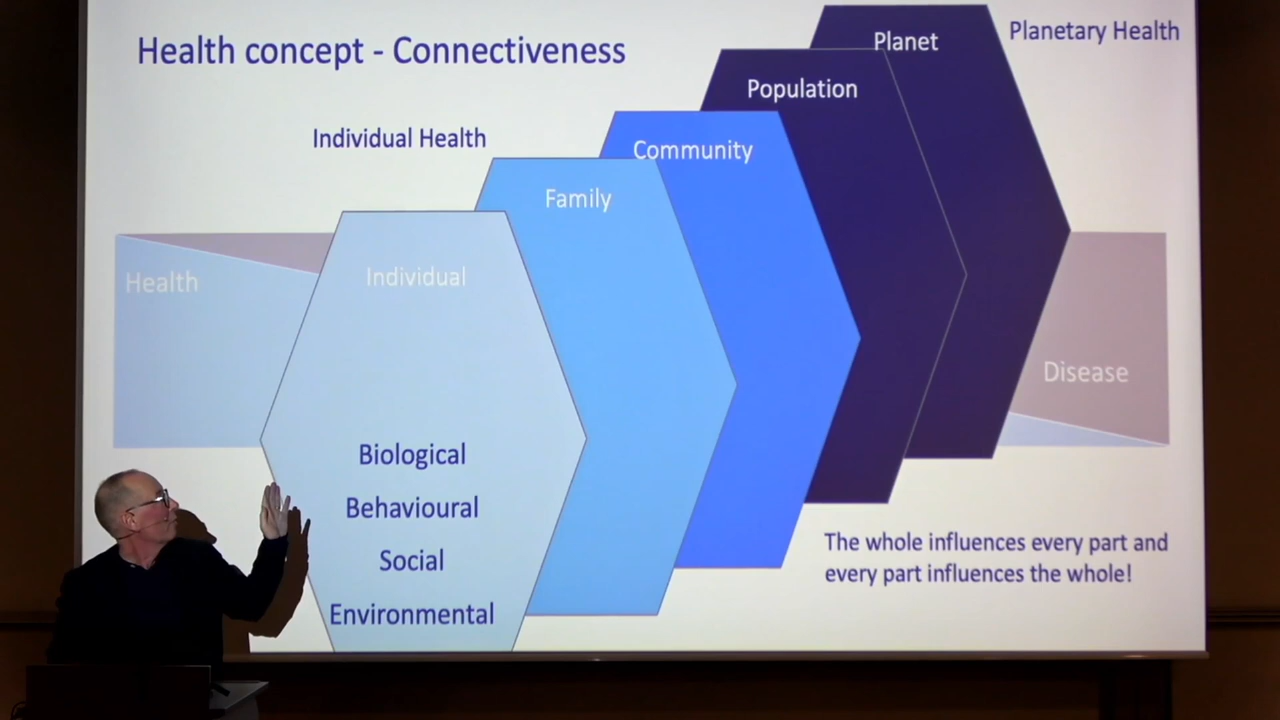 Health concept - Connectiveness
Planetary Health
Planet
Population
Individual Health
Community
Family
Individual
Health
Disease
Biological
Behavioural
Social
Environmental
The whole influences every part and
every part influences the whole!